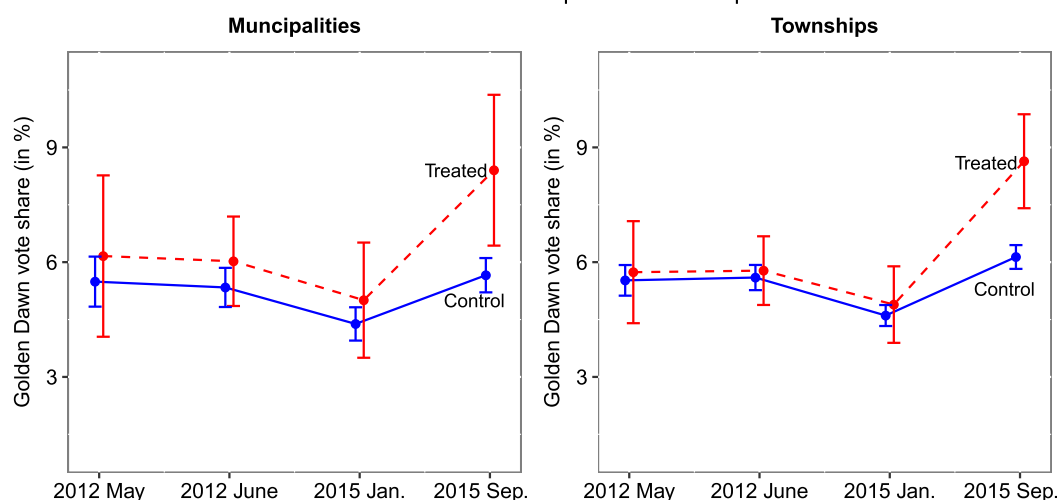 Muncipalities
Townships
Golden Dawn vote share (in %)
9
6
3
Treated
Control
2012 May
2012 June
2015 Jan.
2015 Sep.
Golden Dawn vote share (in %)
9
6
3
Treated
Control
2012 May
2012 June
2015 Jan.
2015 Sep.